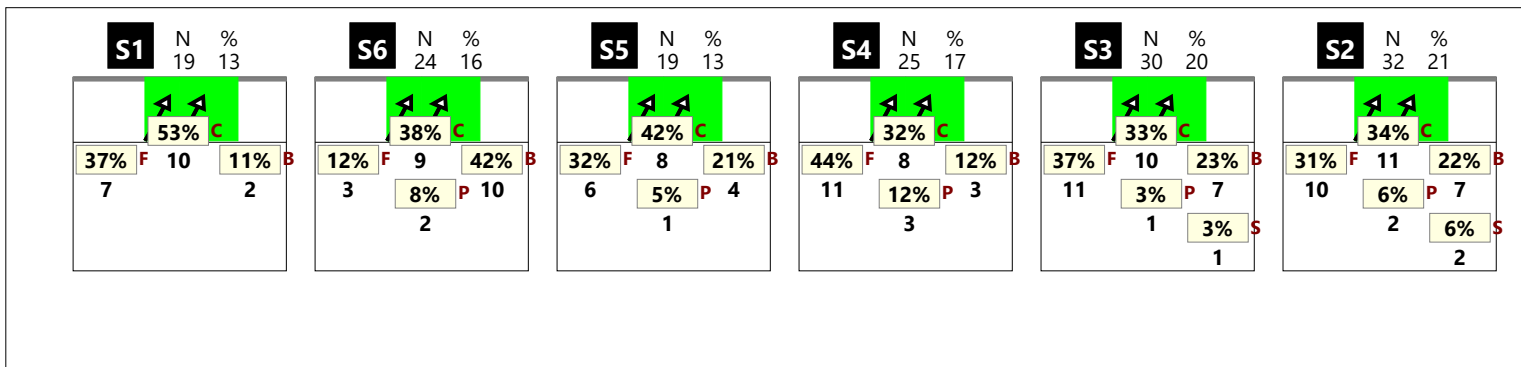 S1 N % 19 13
53% C
37% F 10 11% B
7 2
S6 N % 24 16
38% C
12% F 9 42% B
3 8% P 10
2
S5 N % 19 13
42% C
32% F 8 21% B
6 5% P 4
1
S4 N % 25 17
32% C
44% F 8 12% B
11 12% P 3
3
S3 N % 30 20
33% C
37% F 10 23% B
11 3% P 7
1 3% S
1
S2 N % 32 21
34% C
31% F 11 22% B
10 6% P 7
2 6% S
2